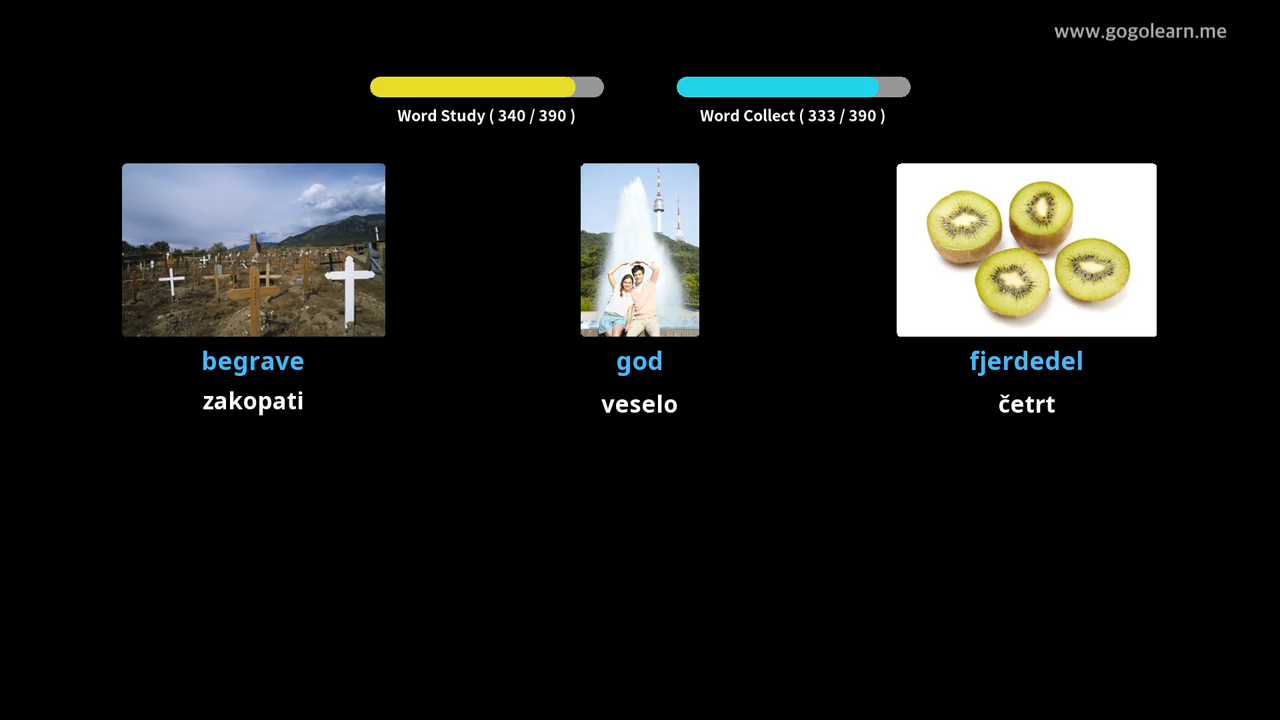 www.gogolearn.me
Word Study ( 340 / 390 )
Word Collect ( 333 / 390 )
begrave
god
fjerdedel
zakopati
veselo
četrt